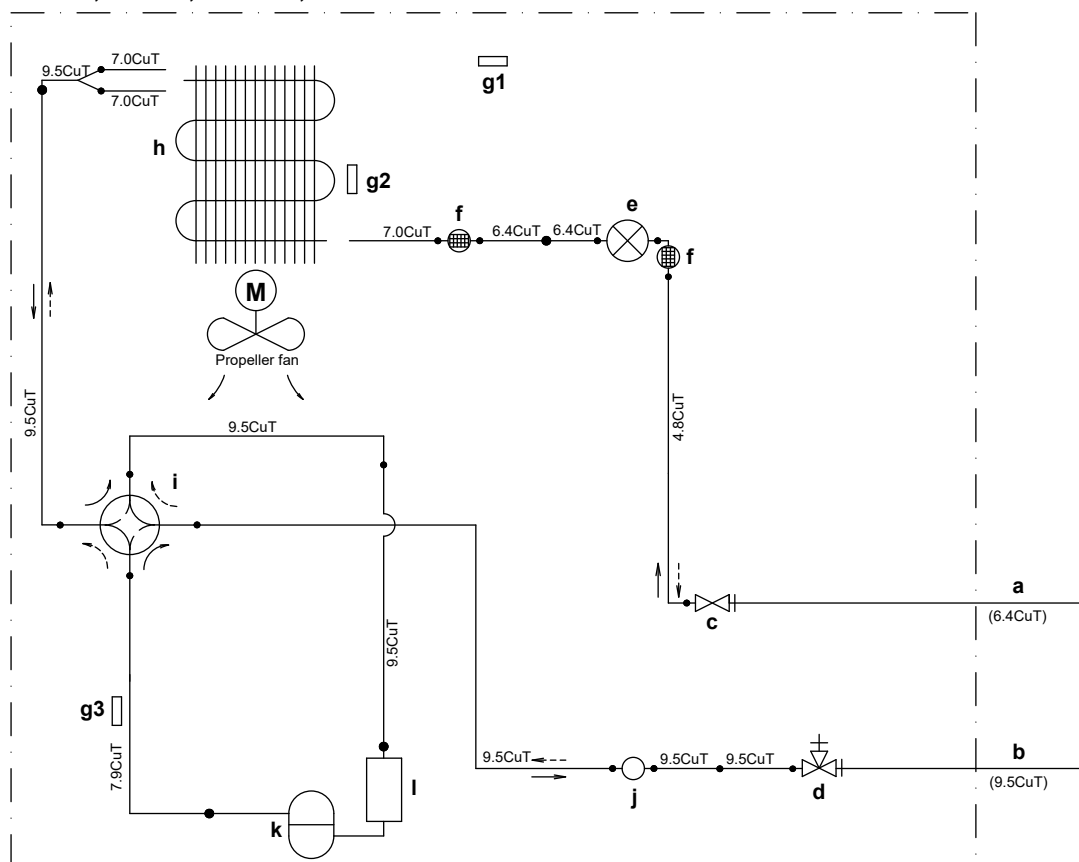 7.0CuT
9.5CuT
7.0CuT
g1
h
g2
e
f
7.0CuT
6.4CuT
6.4CuT
f
M
Propeller fan
9.5CuT
9.5CuT
4.8CuT
i
a
(6.4CuT)
c
9.5CuT
g3
7.9CuT
9.5CuT
9.5CuT
9.5CuT
b
(9.5CuT)
j
d
l
k